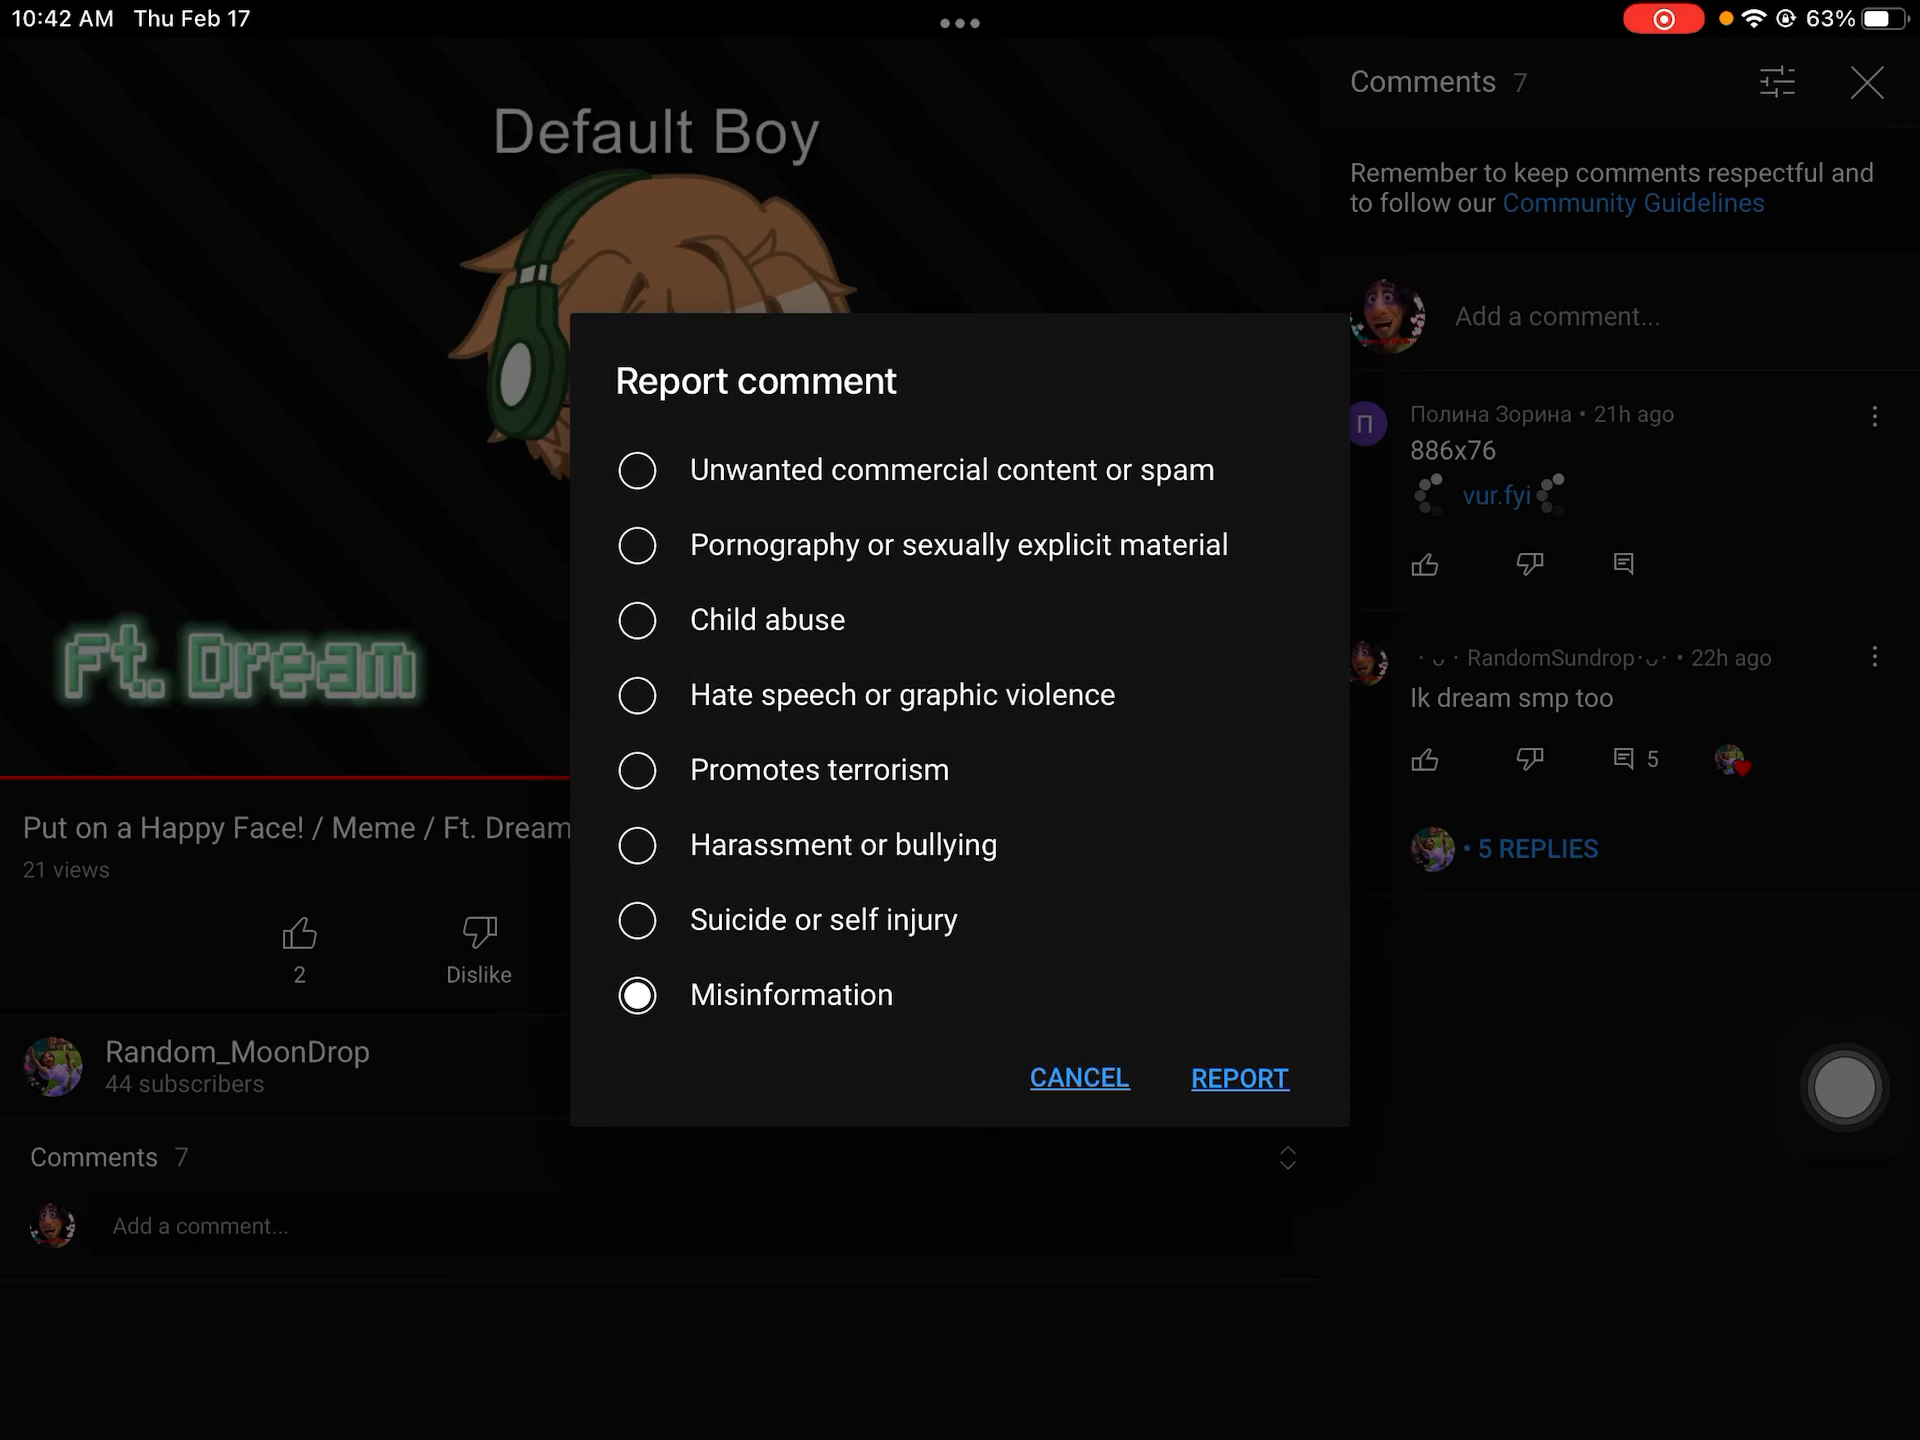 10:42 AM Thu Feb 17
63%
Default Boy
Ft. Dream
Put on a Happy Face! / Meme / Ft. Dream
21 views
2
Dislike
Random_MoonDrop
44 subscribers
Comments 7
Add a comment...
Report comment
Unwanted commercial content or spam
Pornography or sexually explicit material
Child abuse
Hate speech or graphic violence
Promotes terrorism
Harassment or bullying
Suicide or self injury
Misinformation
CANCEL REPORT
Comments 7
Remember to keep comments respectful and
to follow our Community Guidelines
Add a comment...
П
Полина Зорина • 21h ago
886x76
vur.fyi
· ᴗ · RandomSundrop·ᴗ· • 22h ago
Ik dream smp too
5
• 5 REPLIES